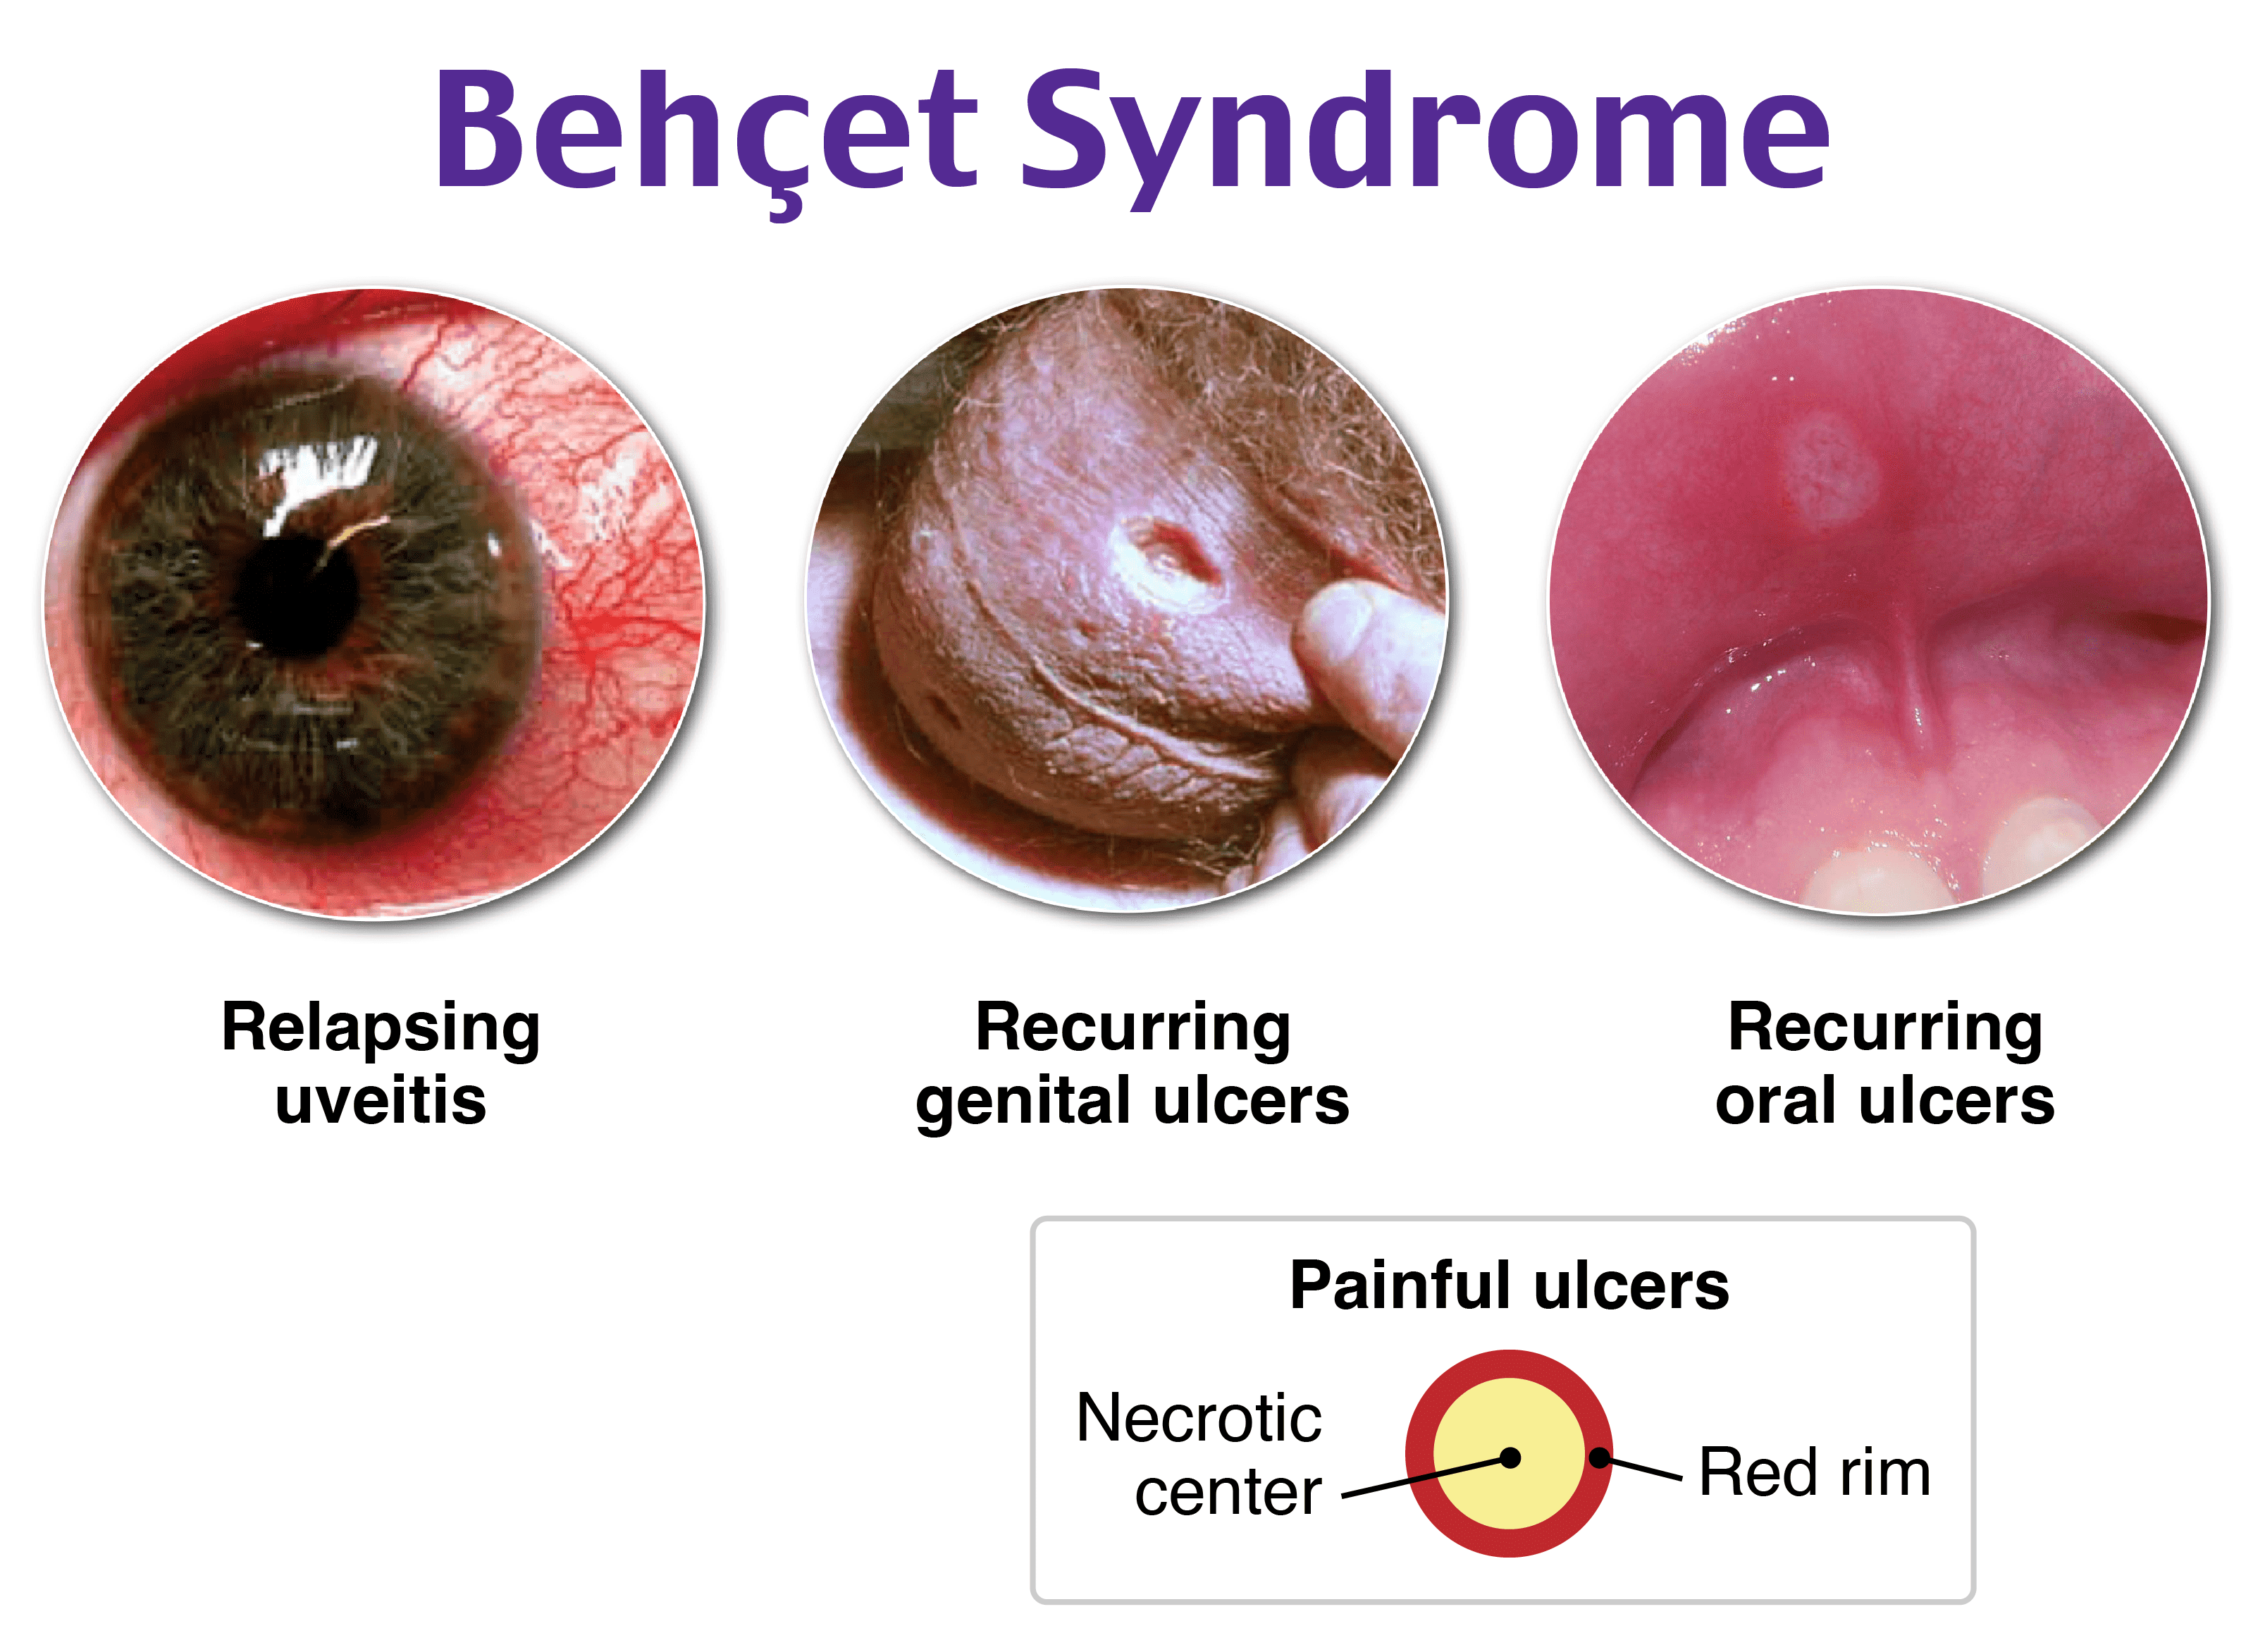 Behçet Syndrome
Relapsing
uveitis
Recurring
genital ulcers
Recurring
oral ulcers
Painful ulcers
Necrotic
center
Red rim